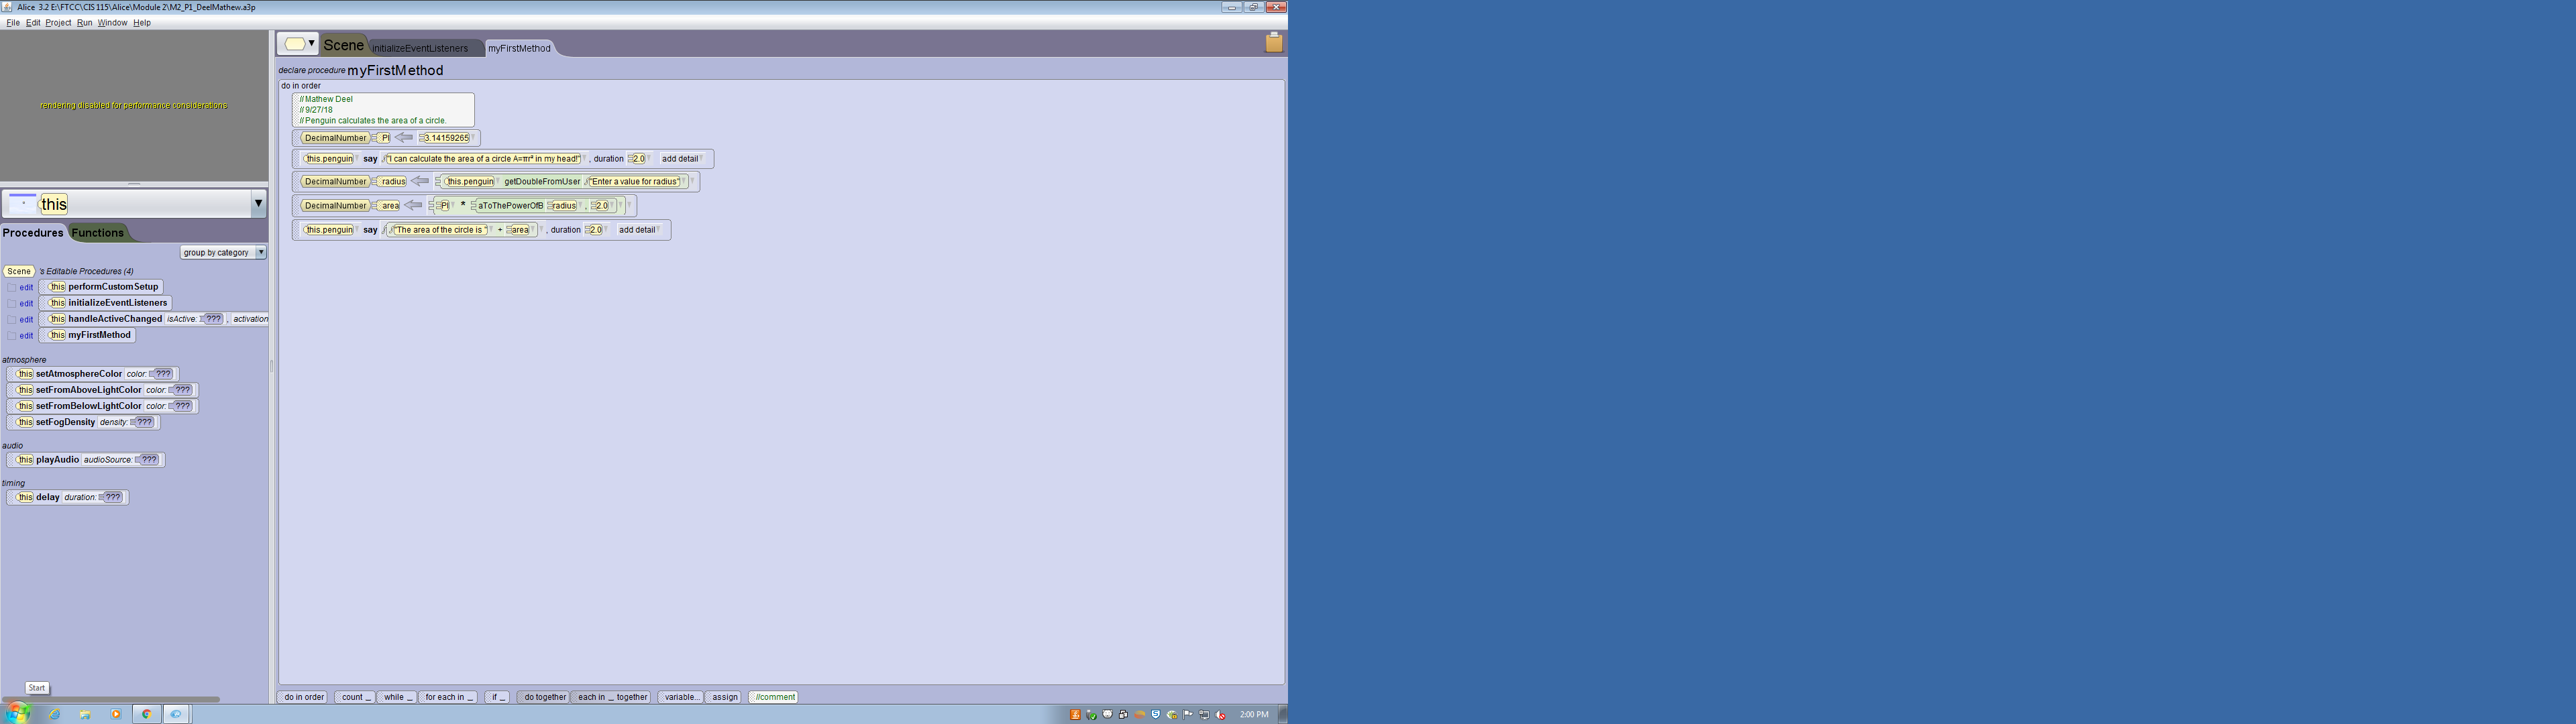 Alice 3.2 E:\FTCC\CIS 115\Alice\Module 2\M2_P1_DeelMathew.a3p
File Edit Project Run Window Help
rendering disabled for performance considerations
Scene initializeEventListeners myFirstMethod
declare procedure myFirstMethod
do in order
//Mathew Deel
//9/27/18
//Penguin calculates the area of a circle.
DecimalNumber PI 3.14159265
this.penguin say "I can calculate the area of a circle A=πr² in my head!" , duration 2.0 add detail
DecimalNumber radius this.penguin getDoubleFromUser "Enter a value for radius"
DecimalNumber area PI * aToThePowerOfB radius , 2.0
this.penguin say "The area of the circle is " + area , duration 2.0 add detail
this
Procedures Functions
group by category
Scene 's Editable Procedures (4)
edit this performCustomSetup
edit this initializeEventListeners
edit this handleActiveChanged isActive: ??? , activation
edit this myFirstMethod
atmosphere
this setAtmosphereColor color: ???
this setFromAboveLightColor color: ???
this setFromBelowLightColor color: ???
this setFogDensity density: ???
audio
this playAudio audioSource: ???
timing
this delay duration: ???
Start
do in order count _ while _ for each in _ if _ do together each in _ together variable... assign //comment
2:00 PM